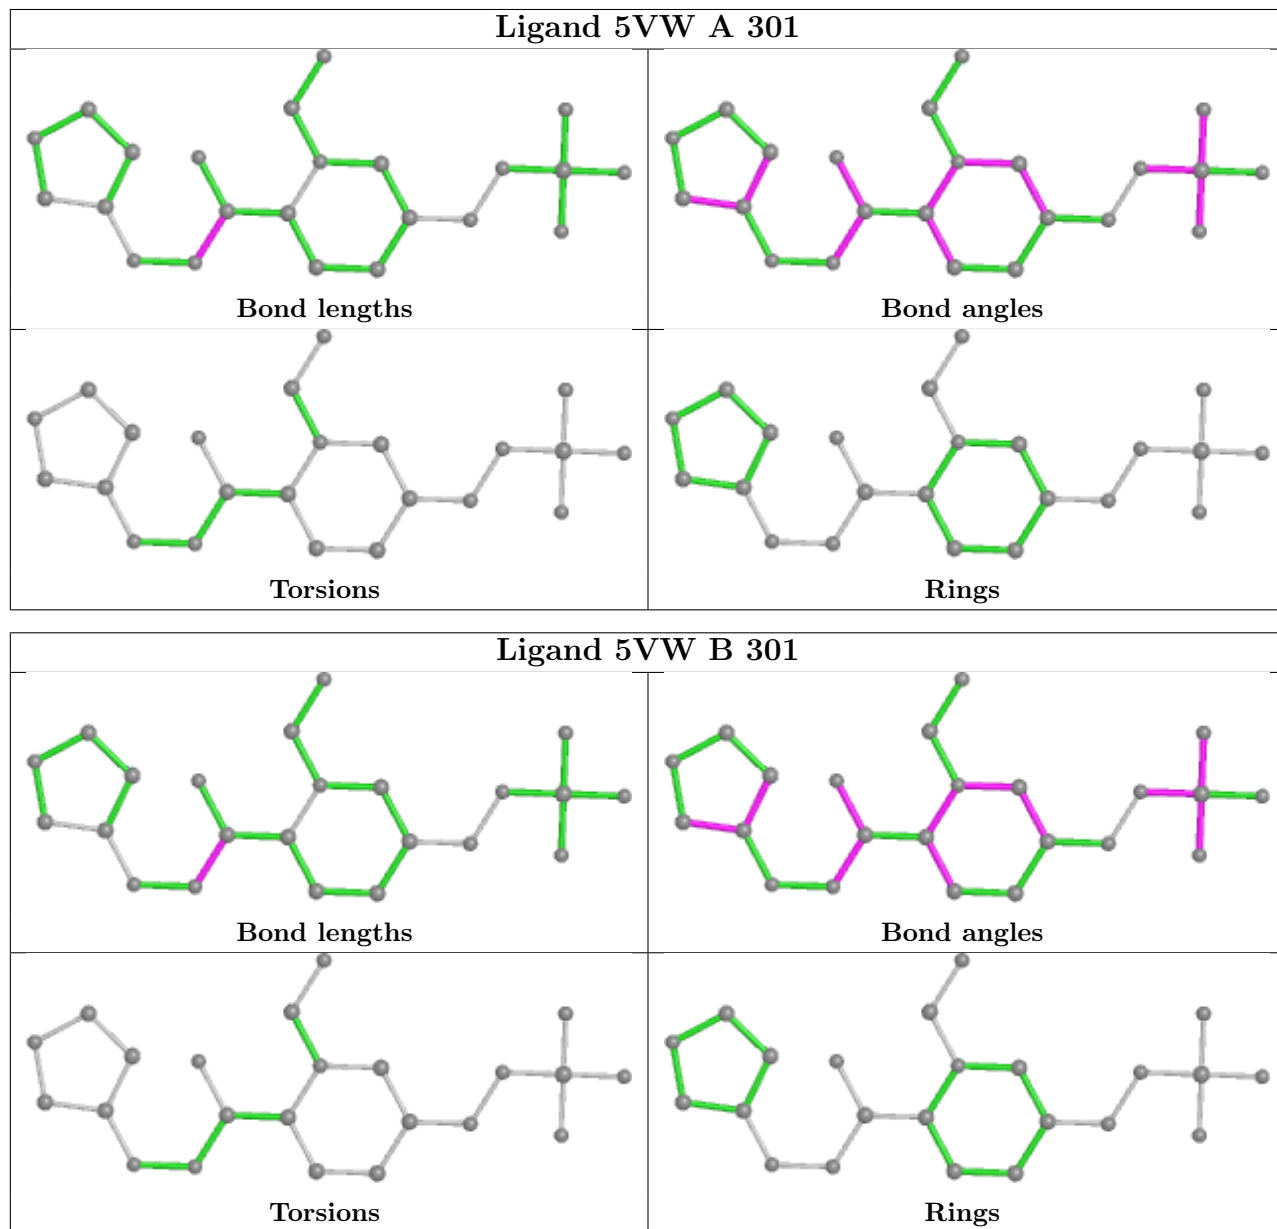 Ligand 5VW A 301
Bond lengths
Bond angles
Torsions
Rings
Ligand 5VW B 301
Bond lengths
Bond angles
Torsions
Rings